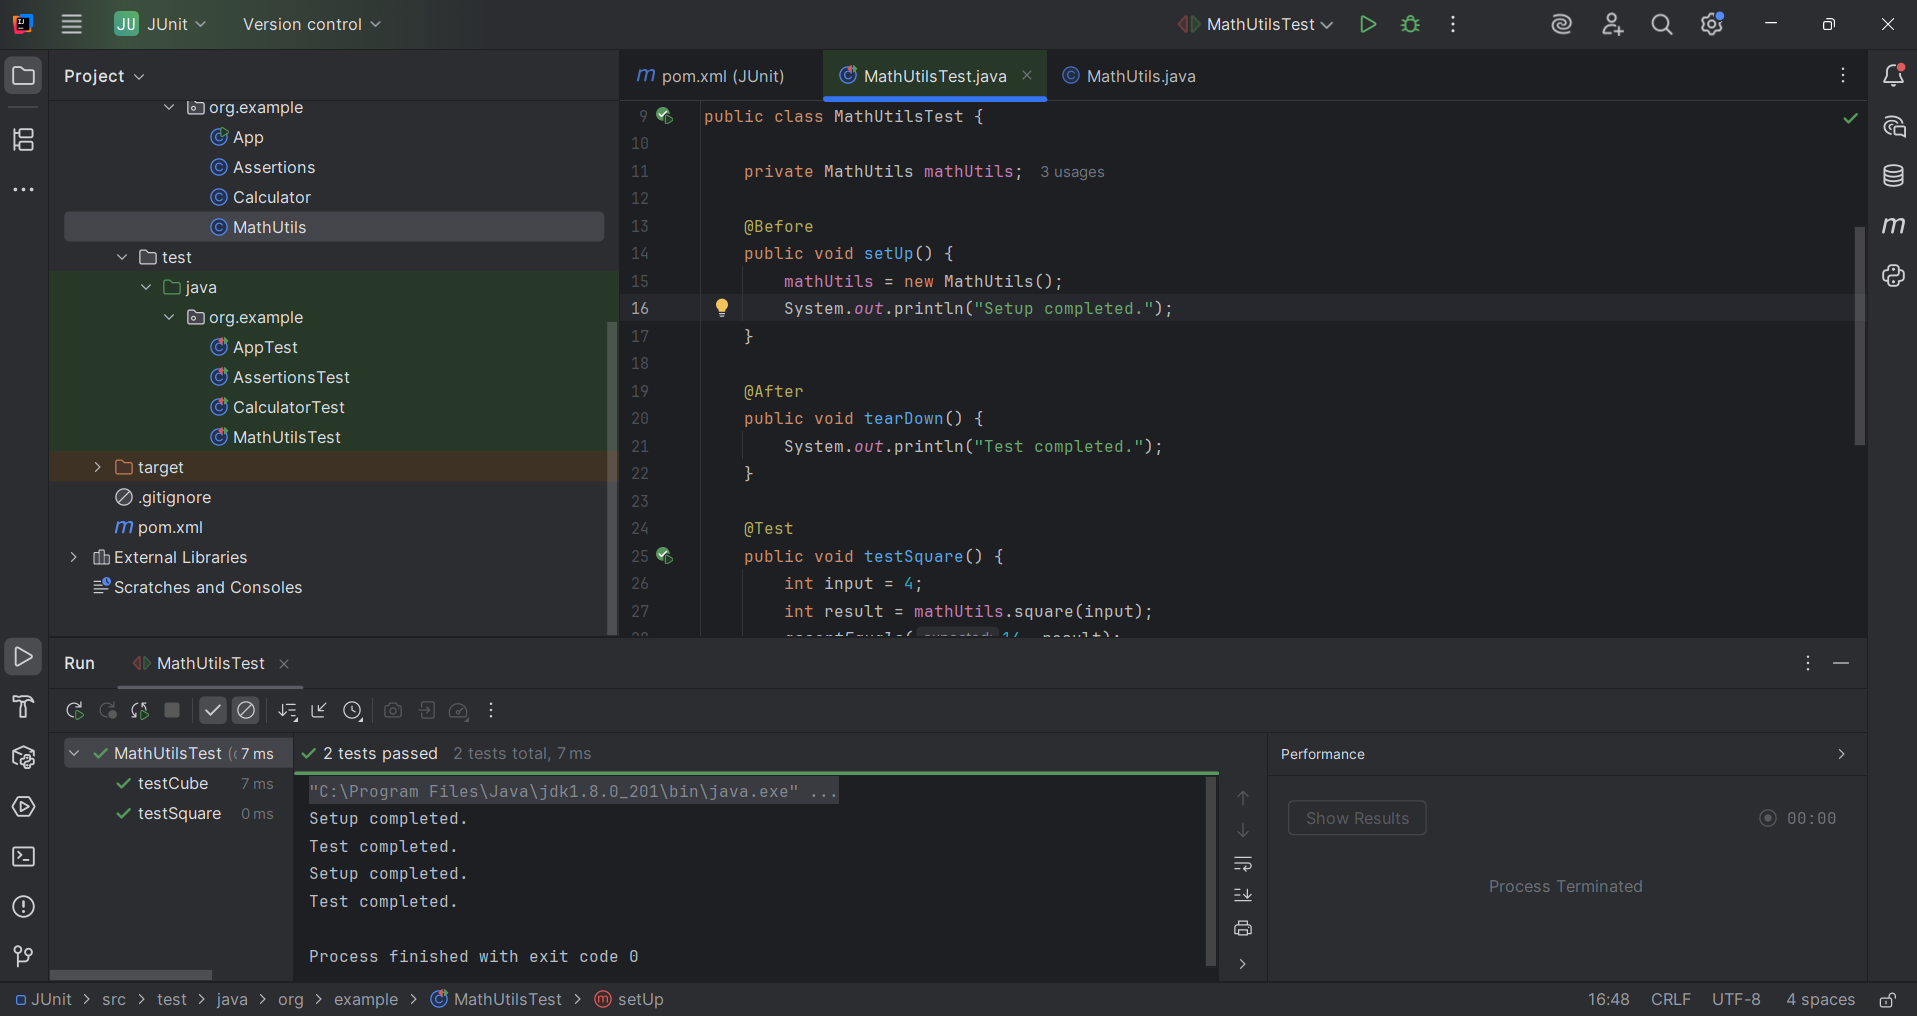 JU JUnit Version control MathUtilsTest
Project
org.example
App
Assertions
Calculator
MathUtils
test
java
org.example
AppTest
AssertionsTest
CalculatorTest
MathUtilsTest
target
.gitignore
pom.xml
External Libraries
Scratches and Consoles
pom.xml (JUnit) MathUtilsTest.java MathUtils.java
9 public class MathUtilsTest {
10
11 private MathUtils mathUtils; 3 usages
12
13 @Before
14 public void setUp() {
15 mathUtils = new MathUtils();
16 System.out.println("Setup completed.");
17 }
18
19 @After
20 public void tearDown() {
21 System.out.println("Test completed.");
22 }
23
24 @Test
25 public void testSquare() {
26 int input = 4;
27 int result = mathUtils.square(input);
Run MathUtilsTest
MathUtilsTest 7 ms
testCube 7 ms
testSquare 0 ms
2 tests passed 2 tests total, 7 ms
"C:\Program Files\Java\jdk1.8.0_201\bin\java.exe" ...
Setup completed.
Test completed.
Setup completed.
Test completed.
Process finished with exit code 0
Performance
Show Results 00:00
Process Terminated
JUnit > src > test > java > org > example > MathUtilsTest > setUp 16:48 CRLF UTF-8 4 spaces